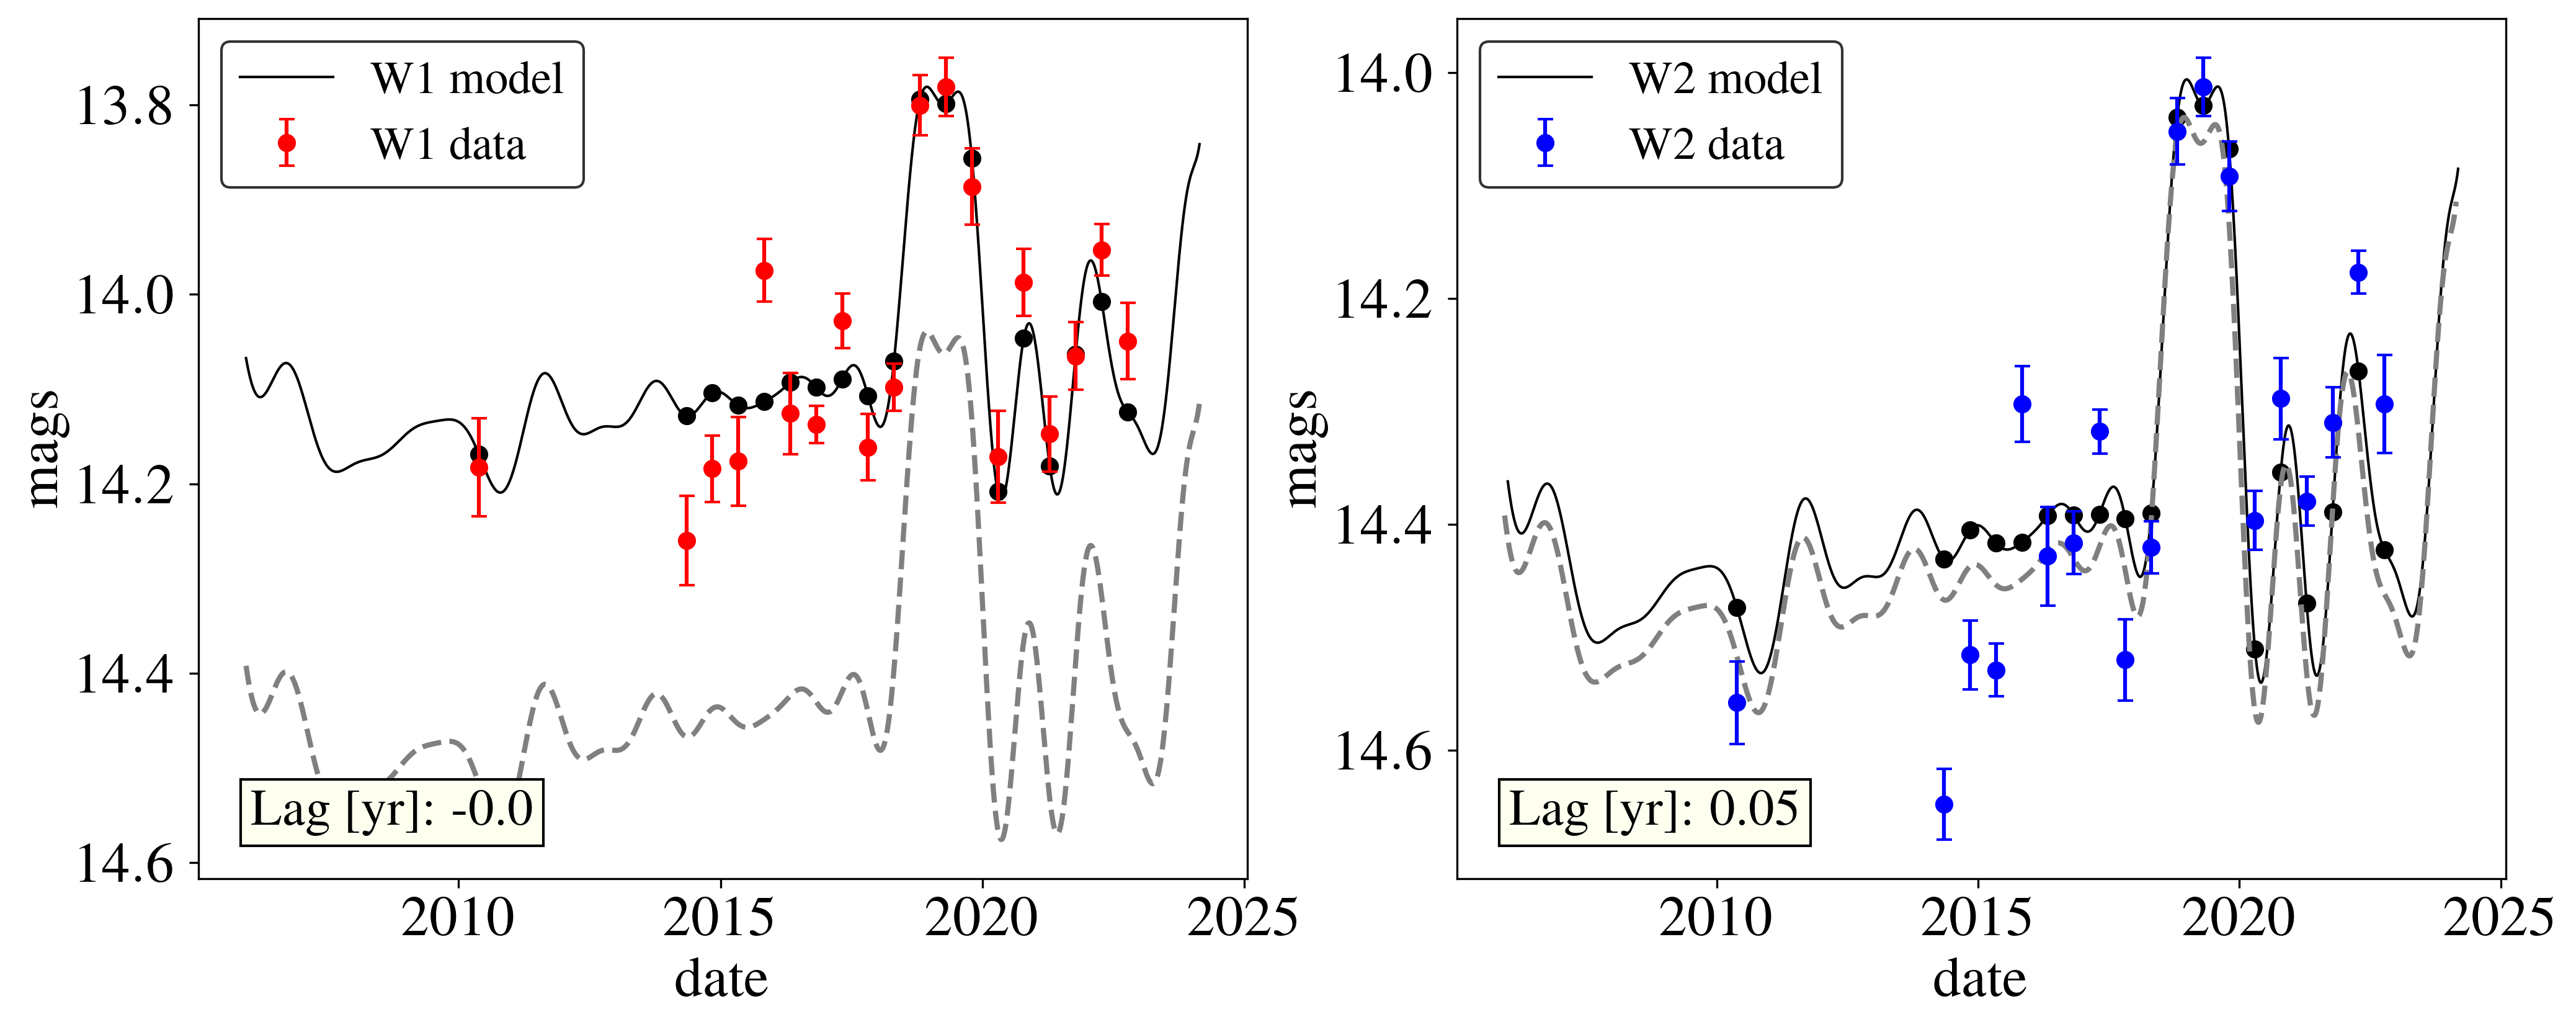 W1 model
W1 data
13.8
14.0
14.2
14.4
14.6
mags
Lag [yr]: -0.0
2010
2015
2020
2025
date
W2 model
W2 data
14.0
14.2
14.4
14.6
mags
Lag [yr]: 0.05
2010
2015
2020
2025
date